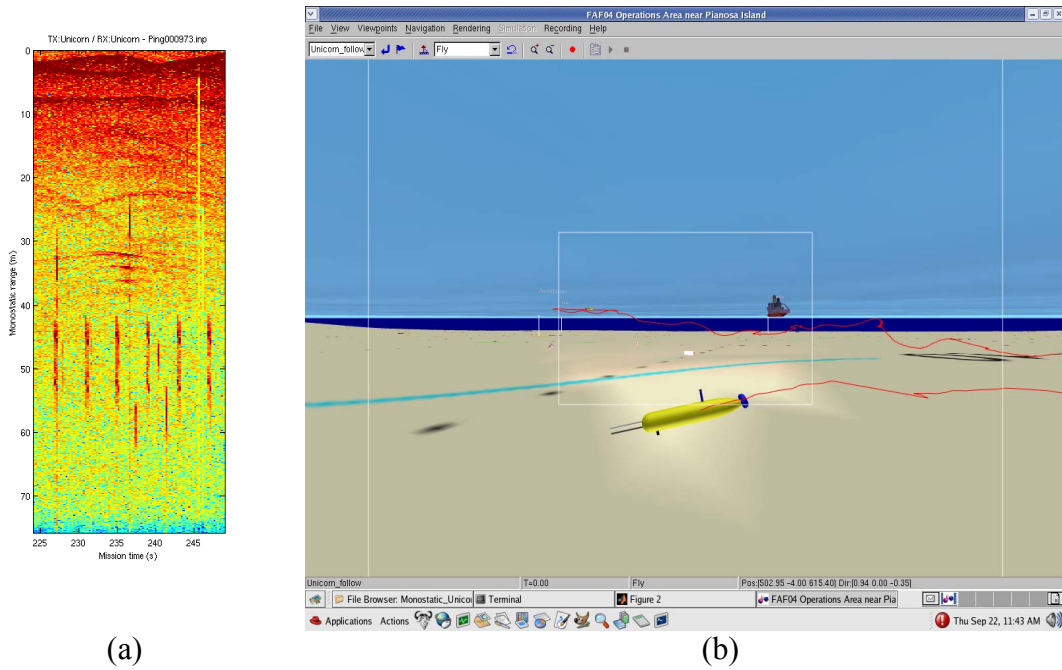 TX:Unicorn / RX:Unicorn - Ping000973.inp
0
10
20
30
40
50
60
70
Monostatic range (m)
225 230 235 240 245
Mission time (s)
(a)
FAF04 Operations Area near Pianosa Island
File View Viewpoints Navigation Rendering Simulation Recording Help
Unicorn_follow Fly
Unicorn_follow T=0.00 Fly Pos:[502.95 -4.00 615.40] Dir:[0.94 0.00 -0.35]
File Browser: Monostatic_Unico Terminal Figure 2 FAF04 Operations Area near Pia
Applications Actions Thu Sep 22, 11:43 AM
(b)